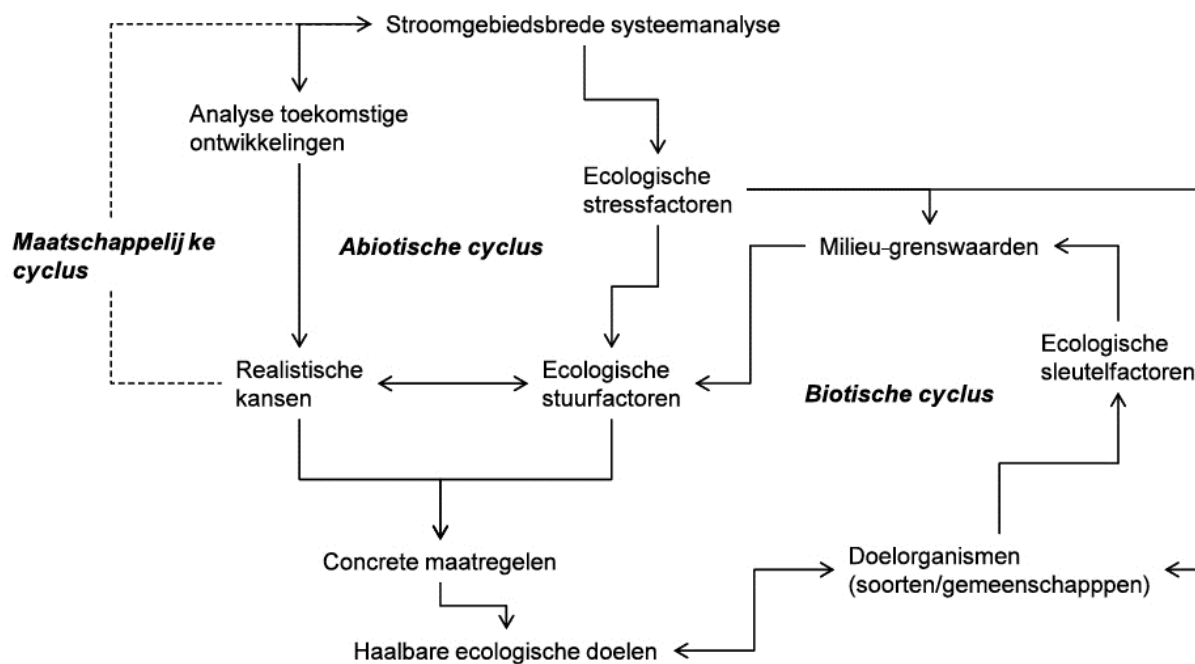 Stroomgebiedsbrede systeemanalyse
Analyse toekomstige
ontwikkelingen
Ecologische
stressfactoren
Maatschappelij ke
cyclus
Abiotische cyclus
Milieu-grenswaarden
Realistische
kansen
Ecologische
stuurfactoren
Ecologische
sleutelfactoren
Biotische cyclus
Concrete maatregelen
Doelorganismen
(soorten/gemeenschapppen)
Haalbare ecologische doelen